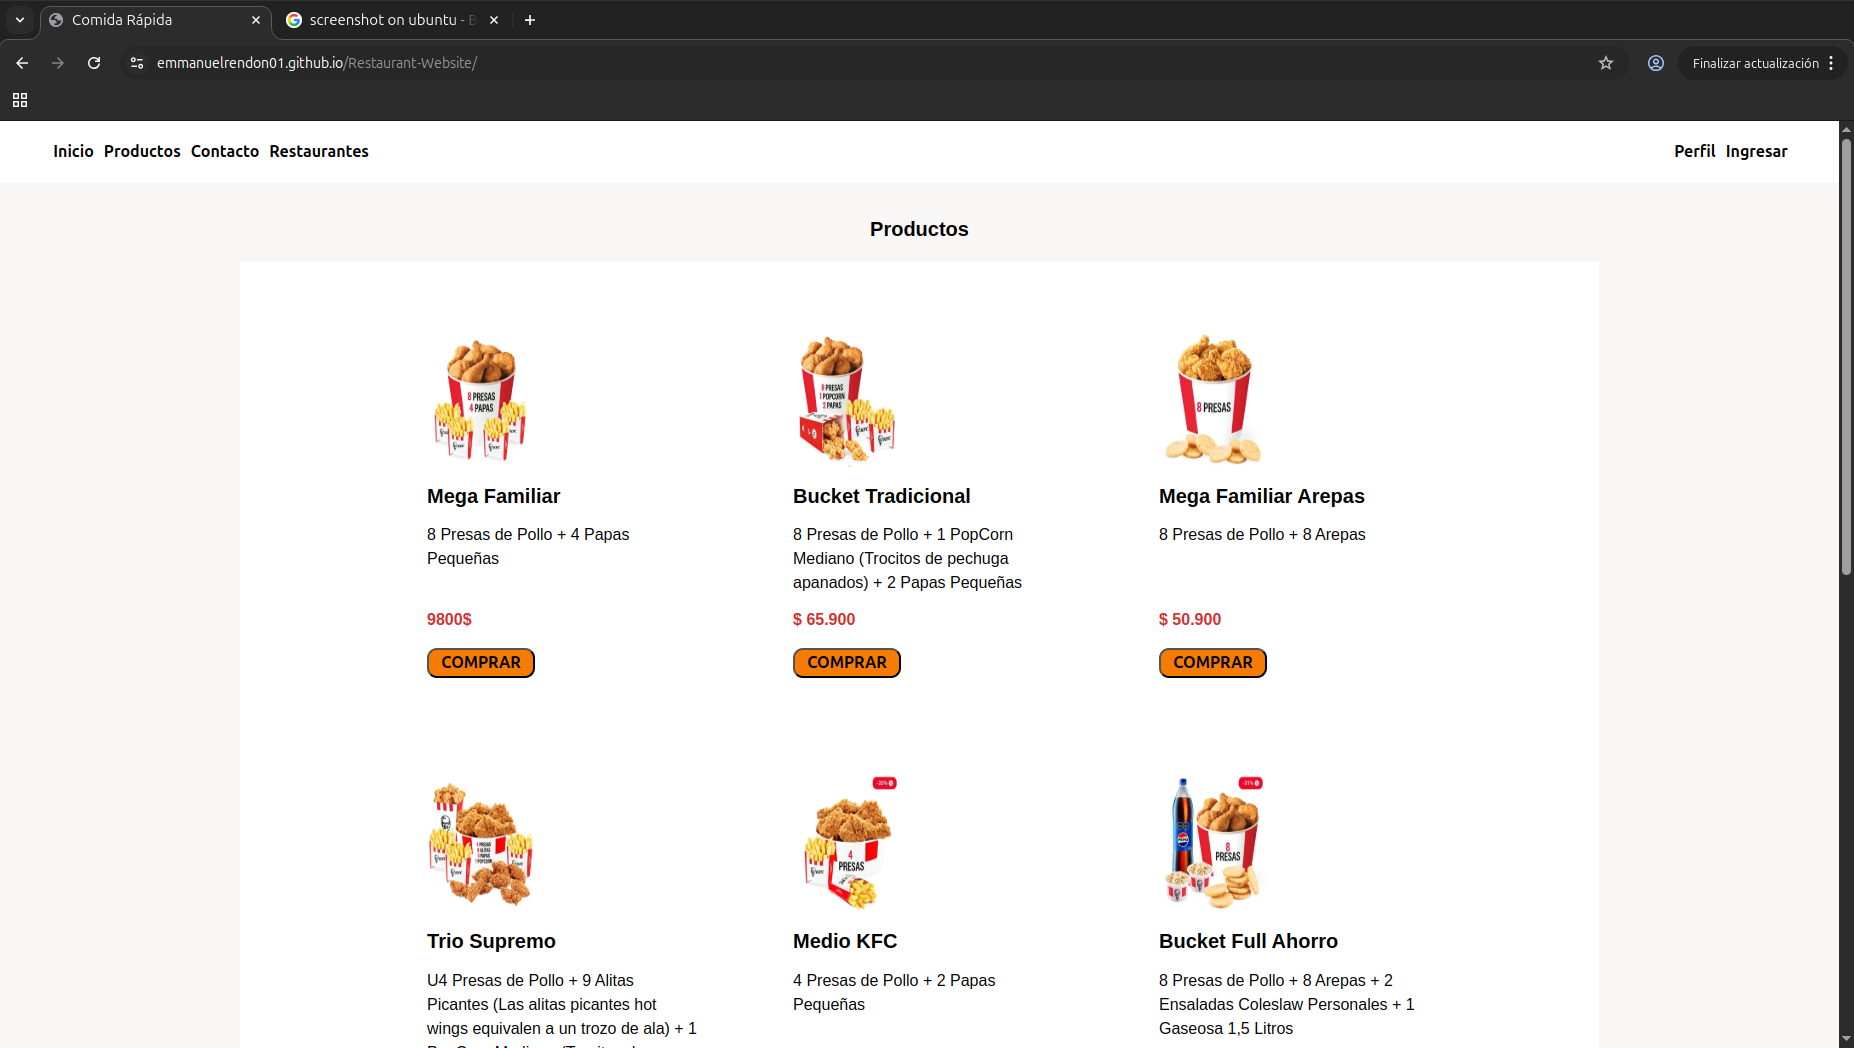 Comida Rápida
screenshot on ubuntu - B
emmanuelrendon01.github.io/Restaurant-Website/
Finalizar actualización
Inicio Productos Contacto Restaurantes
Perfil Ingresar
Productos
8 PRESAS
4 PAPAS
8 PRESAS
1 POPCORN
2 PAPAS
8 PRESAS
Mega Familiar
8 Presas de Pollo + 4 Papas
Pequeñas
9800$
COMPRAR
Bucket Tradicional
8 Presas de Pollo + 1 PopCorn
Mediano (Trocitos de pechuga
apanados) + 2 Papas Pequeñas
$ 65.900
COMPRAR
Mega Familiar Arepas
8 Presas de Pollo + 8 Arepas
$ 50.900
COMPRAR
4
PRESAS
8
PRESAS
Trio Supremo
U4 Presas de Pollo + 9 Alitas
Picantes (Las alitas picantes hot
wings equivalen a un trozo de ala) + 1
Medio KFC
4 Presas de Pollo + 2 Papas
Pequeñas
Bucket Full Ahorro
8 Presas de Pollo + 8 Arepas + 2
Ensaladas Coleslaw Personales + 1
Gaseosa 1,5 Litros